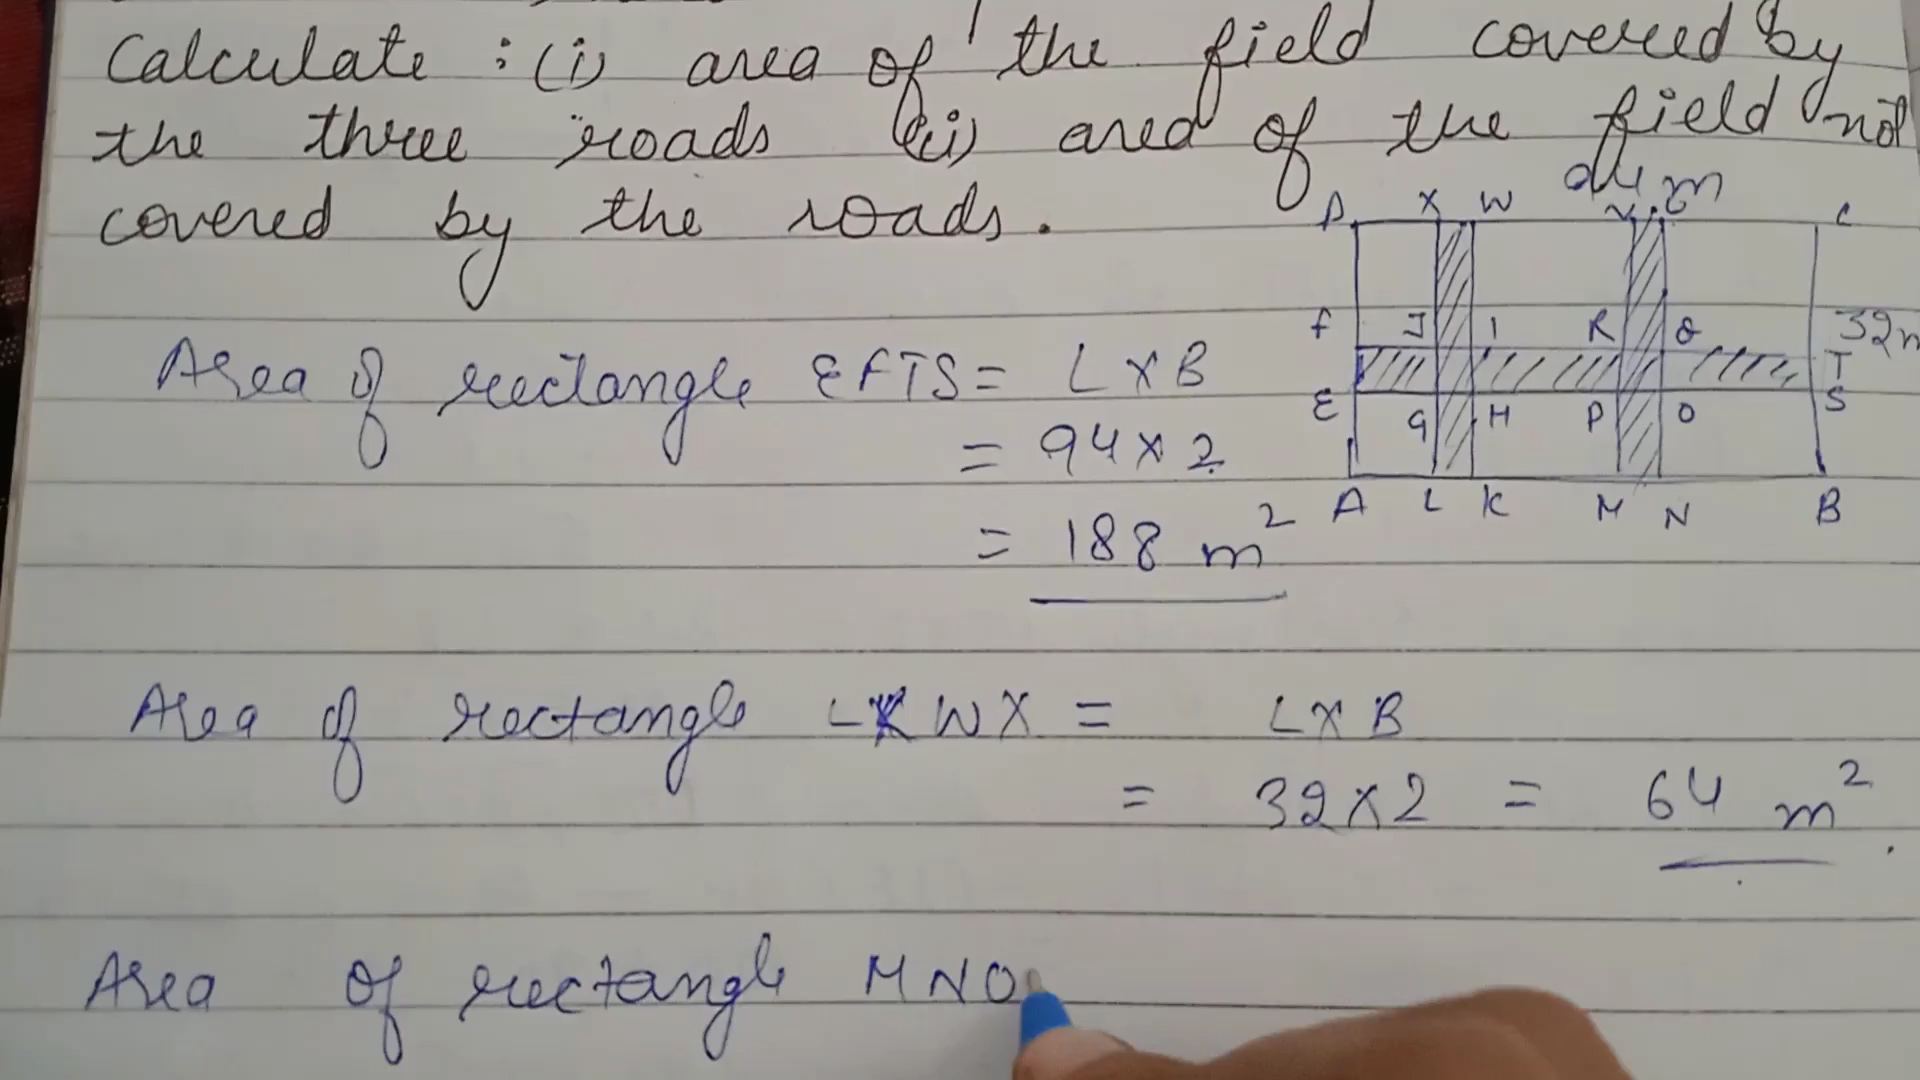 Calculate : (i) area of the field covered by
the three roads (ii) area of the field not
covered by the roads.
94 m
D X W V U C
F J I R Q 32m
T
E G H P O S
A L K M N B
Area of rectangle EFTS = L X B
= 94 x 2
= 188 m²
Area of rectangle LKWX = L X B
= 32 x 2 = 64 m²
Area of rectangle MNO